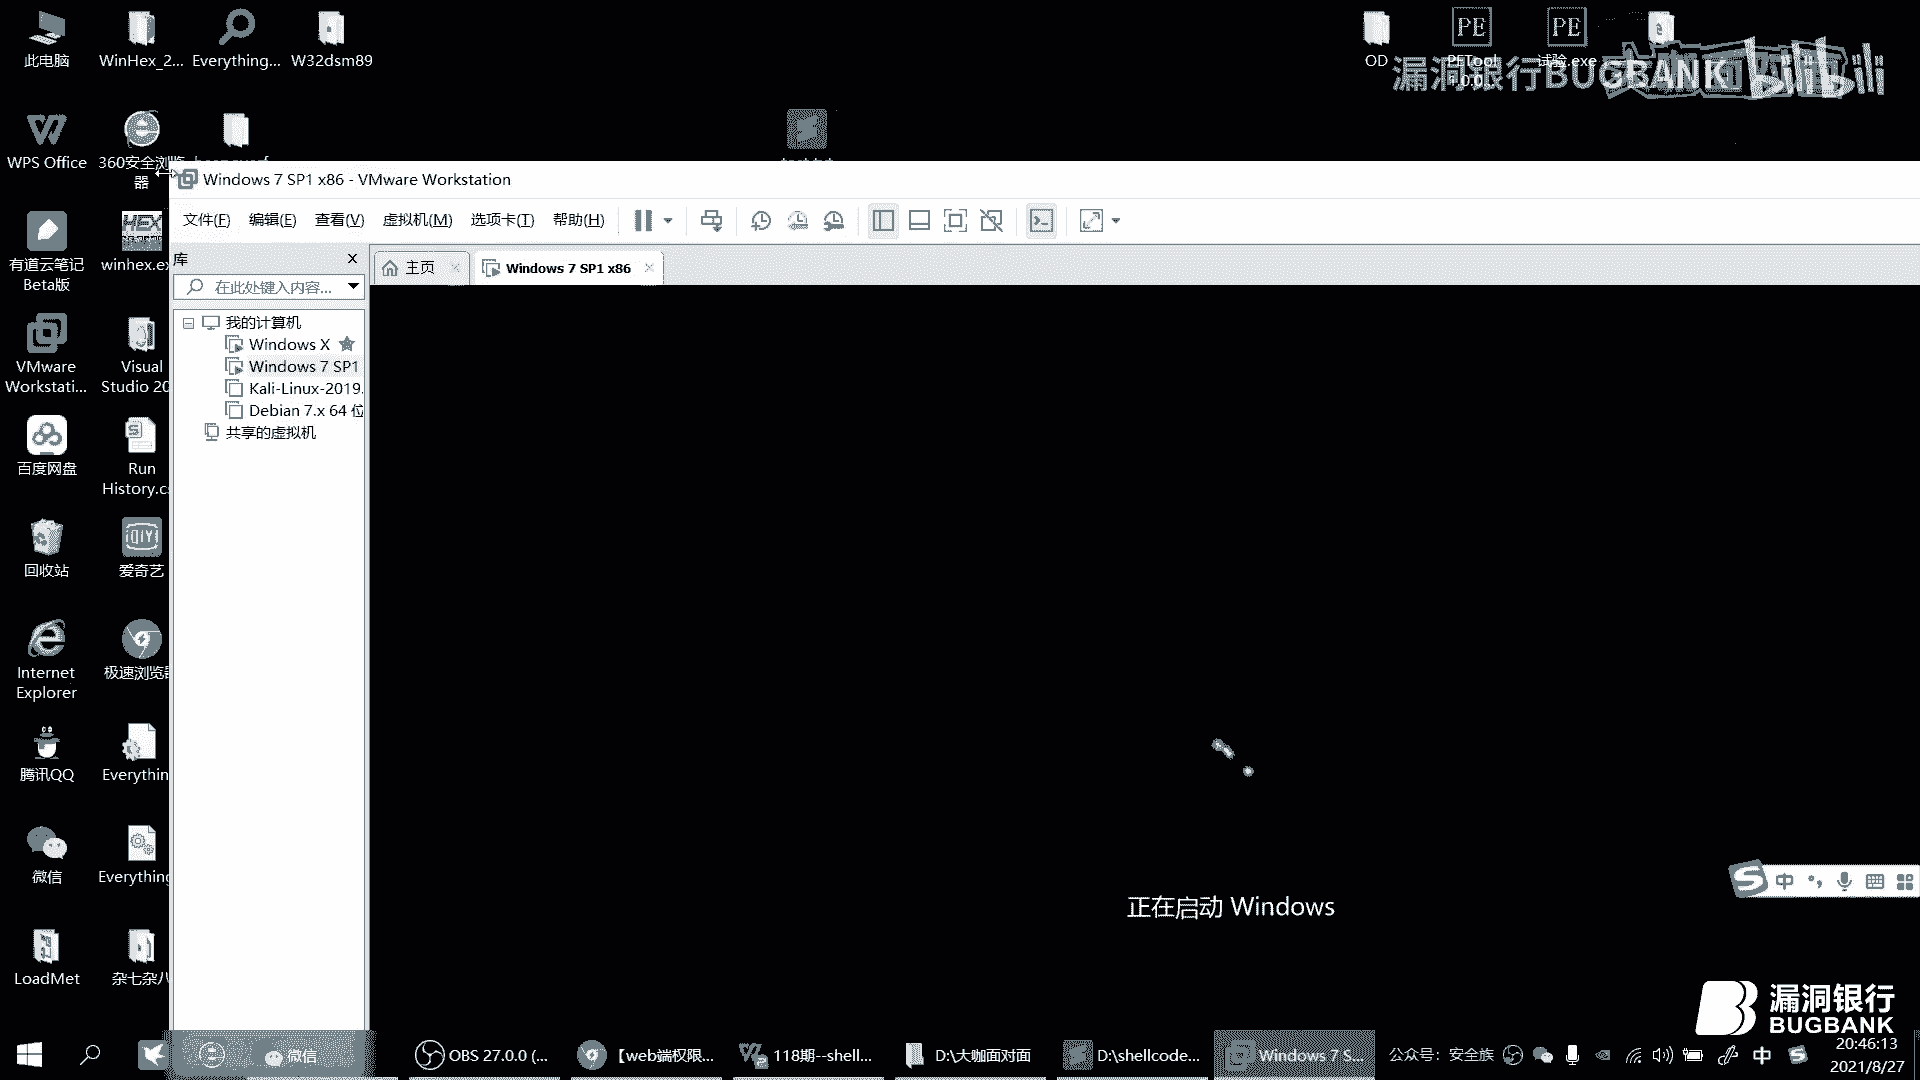 此电脑
WinHex_2...
Everything...
W32dsm89
OD
PETool
1.0.0...
试验.exe
漏洞银行BUGBANK
bilibili
WPS Office
360安全浏览
器
Windows 7 SP1 x86 - VMware Workstation
文件(F) 编辑(E) 查看(V) 虚拟机(M) 选项卡(T) 帮助(H)
有道云笔记
Beta版
winhex.ex
库
主页
Windows 7 SP1 x86
在此处键入内容...
我的计算机
Windows X
Windows 7 SP1
Kali-Linux-2019.
Debian 7.x 64 位
共享的虚拟机
VMware
Workstati...
Visual
Studio 20
百度网盘
Run
History.cs
回收站
爱奇艺
Internet
Explorer
极速浏览器
腾讯QQ
Everythin
微信
Everything
LoadMet
杂七杂八
正在启动 Windows
中
漏洞银行
BUGBANK
微信
OBS 27.0.0 (...
【web端权限...
118期--shell...
D:\大咖面对面
D:\shellcode...
Windows 7 S...
公众号：安全族
中
20:46:13
2021/8/27